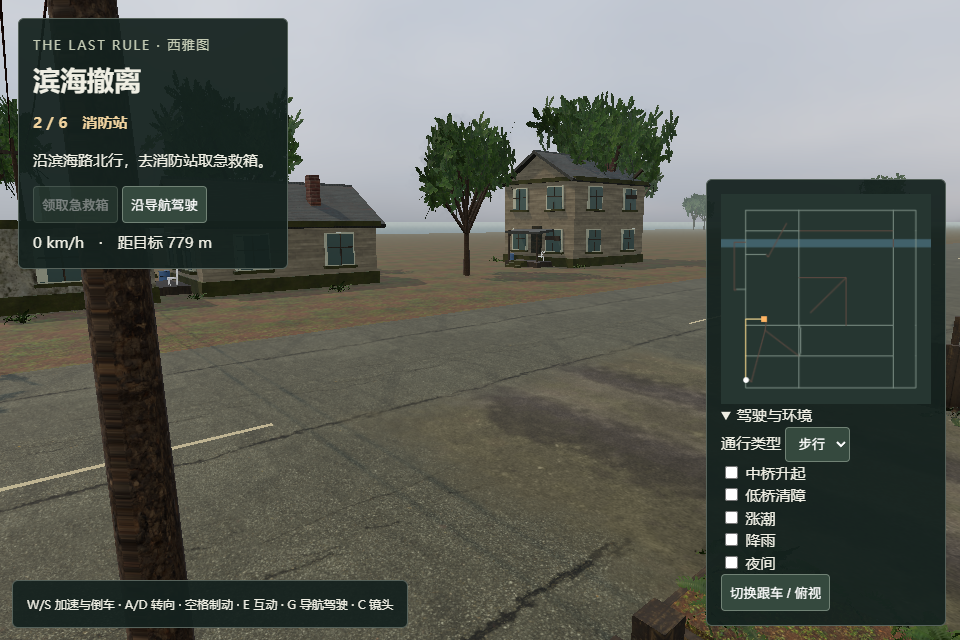 THE LAST RULE · 西雅图
滨海撤离
2 / 6 消防站
沿滨海路北行，去消防站取急救箱。
领取急救箱 沿导航驾驶
0 km/h · 距目标 779 m
▼ 驾驶与环境
通行类型 步行
中桥升起
低桥清障
涨潮
降雨
夜间
切换跟车 / 俯视
W/S 加速与倒车 · A/D 转向 · 空格制动 · E 互动 · G 导航驾驶 · C 镜头